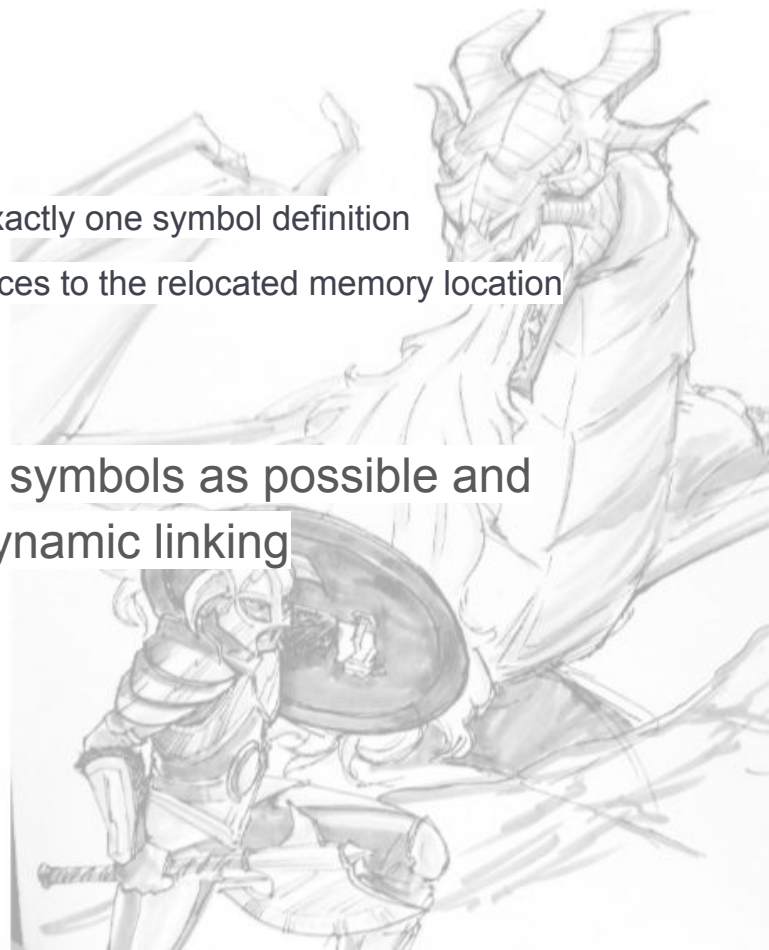 xactly one symbol definition
ces to the relocated memory location
symbols as possible and
ynamic linking